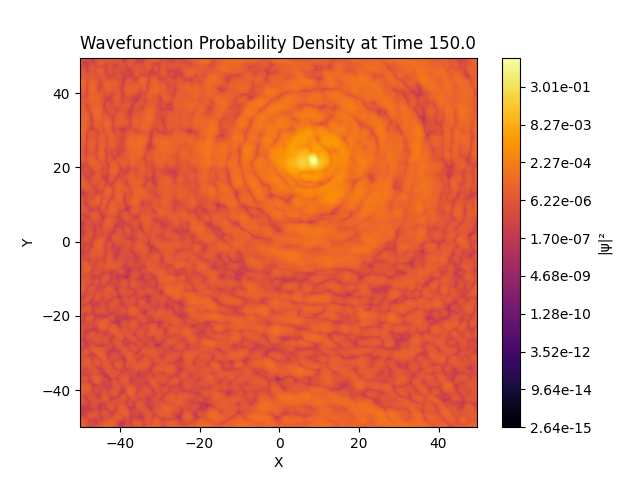 Wavefunction Probability Density at Time 150.0
40
20
0
−20
−40
Y
−40
−20
0
20
40
X
3.01e-01
8.27e-03
2.27e-04
6.22e-06
1.70e-07
4.68e-09
1.28e-10
3.52e-12
9.64e-14
2.64e-15
|ψ|²